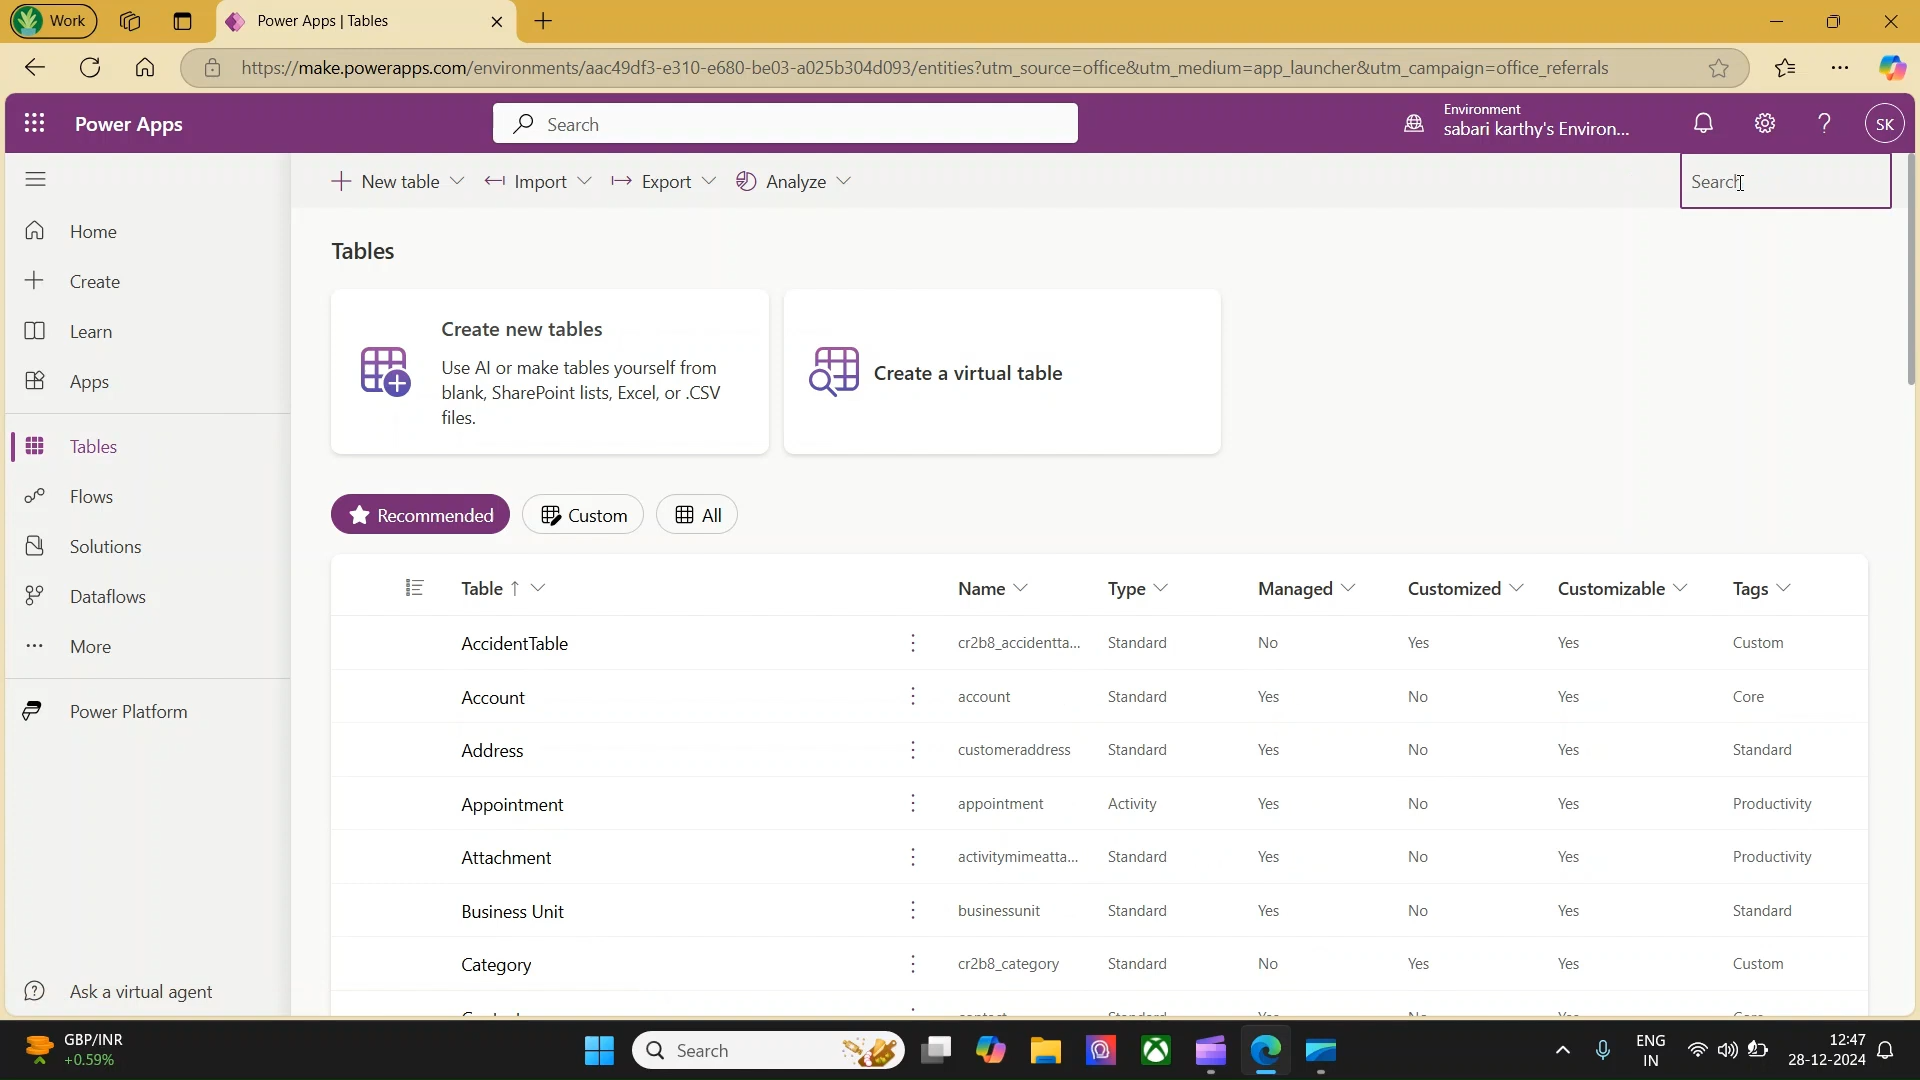 Work
Power Apps | Tables
https://make.powerapps.com/environments/aac49df3-e310-e680-be03-a025b304d093/entities?utm_source=office&utm_medium=app_launcher&utm_campaign=office_referrals
Power Apps
Search
Environment
sabari karthy's Environ...
SK
New table
Import
Export
Analyze
Search
Home
Create
Learn
Apps
Tables
Flows
Solutions
Dataflows
More
Power Platform
Ask a virtual agent
Tables
Create new tables
Use AI or make tables yourself from
blank, SharePoint lists, Excel, or .CSV
files.
Create a virtual table
Recommended
Custom
All
Table Name Type Managed Customized Customizable Tags
AccidentTable cr2b8_accidentta... Standard No Yes Yes Custom
Account account Standard Yes No Yes Core
Address customeraddress Standard Yes No Yes Standard
Appointment appointment Activity Yes No Yes Productivity
Attachment activitymimeatta... Standard Yes No Yes Productivity
Business Unit businessunit Standard Yes No Yes Standard
Category cr2b8_category Standard No Yes Yes Custom
GBP/INR
+0.59%
Search
ENG
IN
12:47
28-12-2024